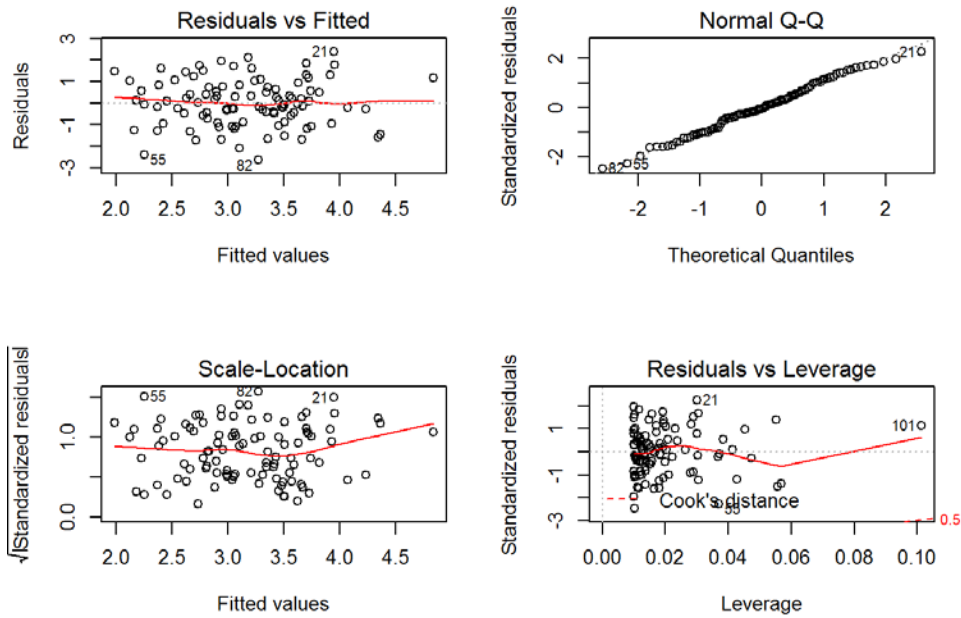 Residuals vs Fitted
Residuals
3
1
-1
-3
21
55
82
2.0 2.5 3.0 3.5 4.0 4.5
Fitted values
Normal Q-Q
Standardized residuals
2
0
-2
21
55
82
-2 -1 0 1 2
Theoretical Quantiles
Scale-Location
√|Standardized residuals|
1.0
0.0
55
82
21
2.0 2.5 3.0 3.5 4.0 4.5
Fitted values
Residuals vs Leverage
Standardized residuals
2
1
-1
-3
21
101
Cook's distance
55
0.5
0.00 0.02 0.04 0.06 0.08 0.10
Leverage